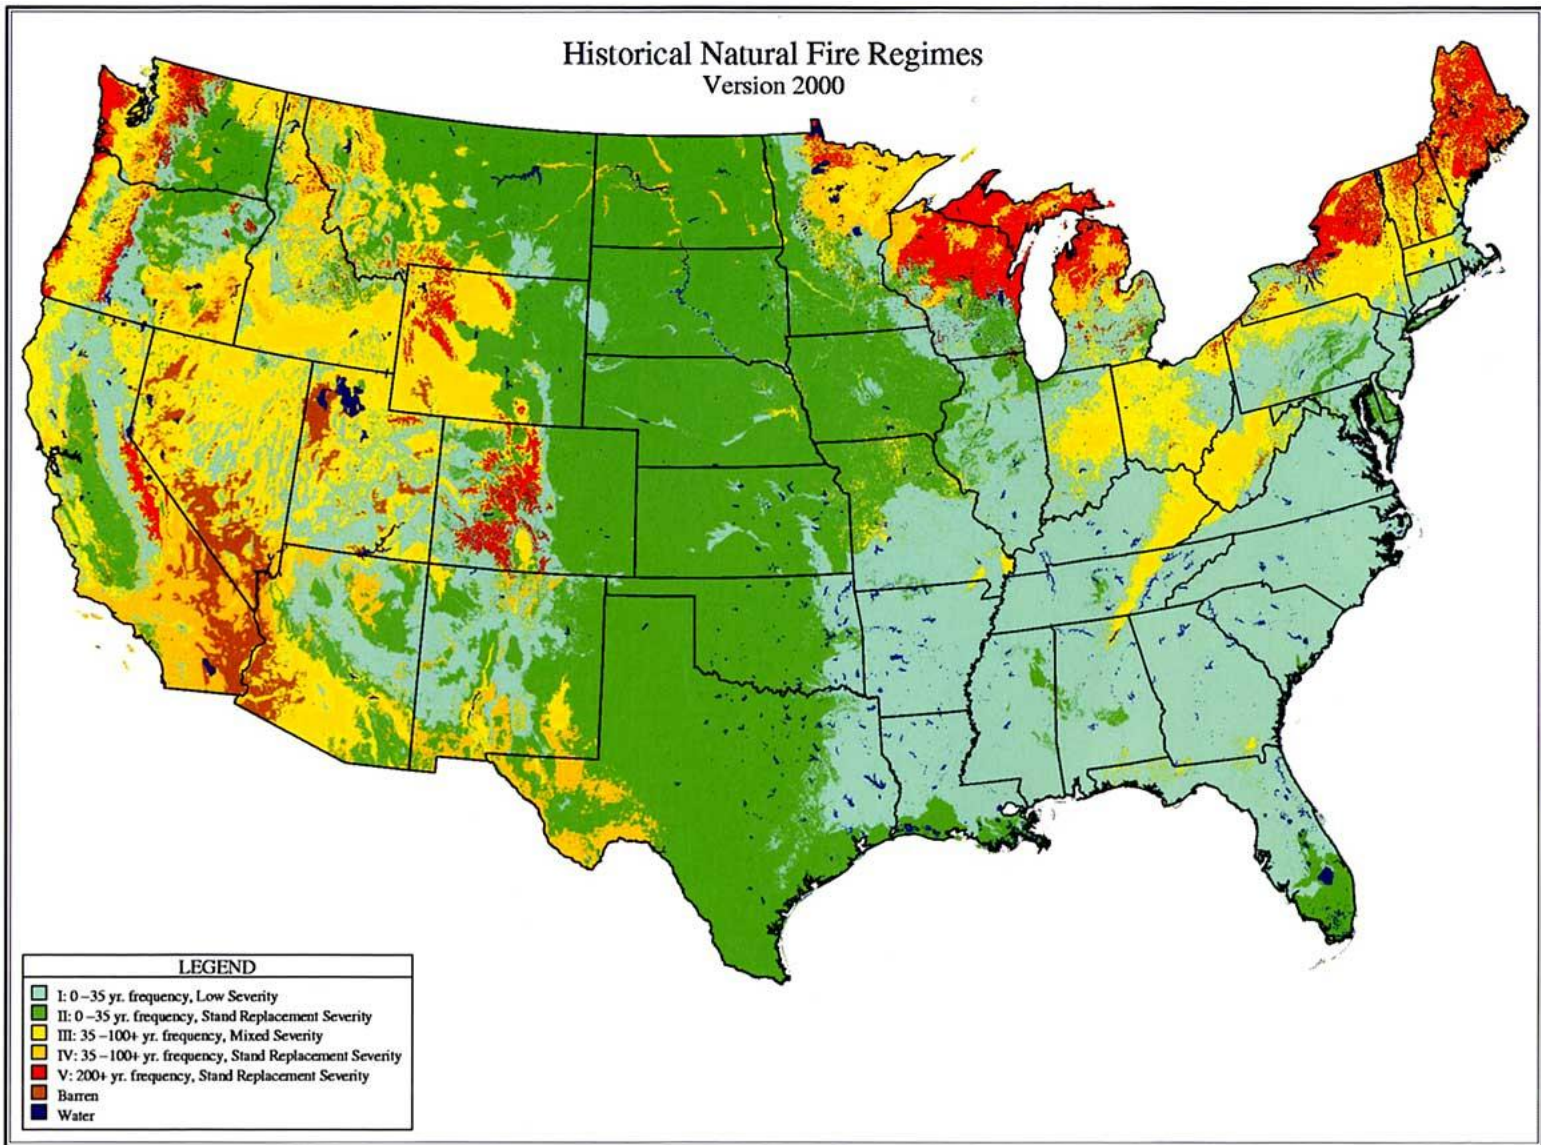 Historical Natural Fire Regimes
Version 2000
LEGEND
I: 0–35 yr. frequency, Low Severity
II: 0–35 yr. frequency, Stand Replacement Severity
III: 35–100+ yr. frequency, Mixed Severity
IV: 35–100+ yr. frequency, Stand Replacement Severity
V: 200+ yr. frequency, Stand Replacement Severity
Barren
Water